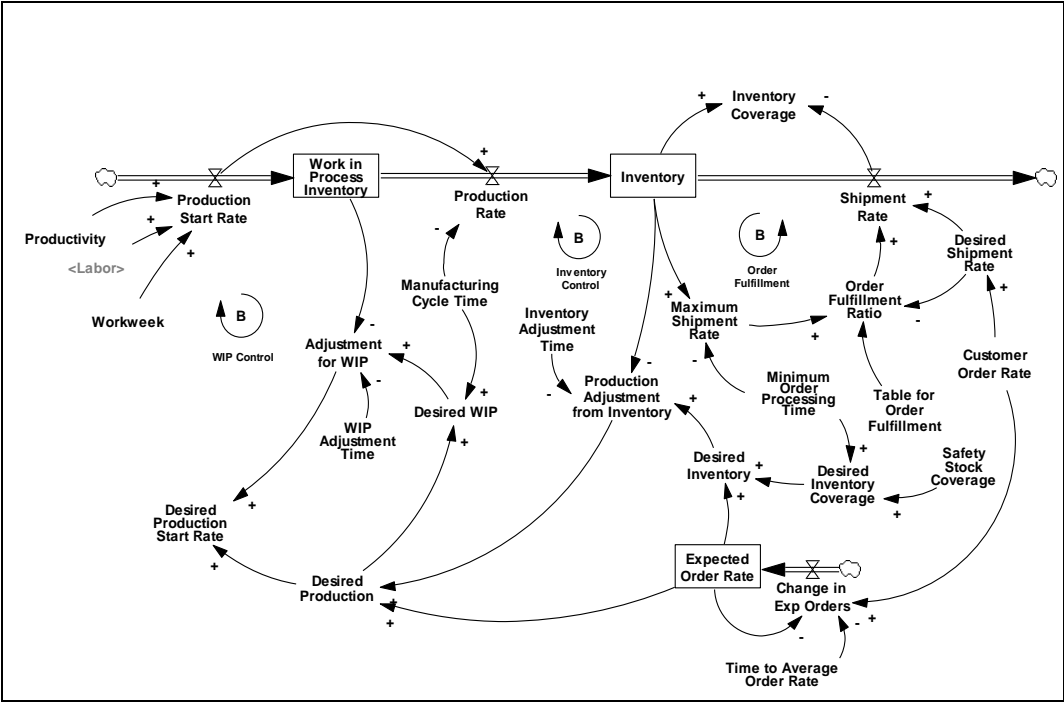 Inventory
Coverage
+
-
Work in
Process
Inventory
Inventory
+
+
Production
Start Rate
Production
Rate
Shipment
Rate
+
+
Productivity
<Labor>
+
-
B
B
+
Desired
Shipment
Rate
Inventory
Control
Order
Fulfillment
Manufacturing
Cycle Time
Order
Fulfillment
Ratio
+
+
-
Workweek
B
WIP Control
Inventory
Adjustment
Time
Maximum
Shipment
Rate
+
-
Adjustment
for WIP
+
-
-
Customer
Order Rate
-
Production
Adjustment
from Inventory
-
+
Minimum
Order
Processing
Time
Table for
Order
Fulfillment
+
Desired WIP
+
WIP
Adjustment
Time
Desired
Inventory
+
+
+
Desired
Inventory
Coverage
Safety
Stock
Coverage
+
+
Desired
Production
Start Rate
+
Desired
Production
+
+
Expected
Order Rate
Change in
Exp Orders
-
-
+
Time to Average
Order Rate